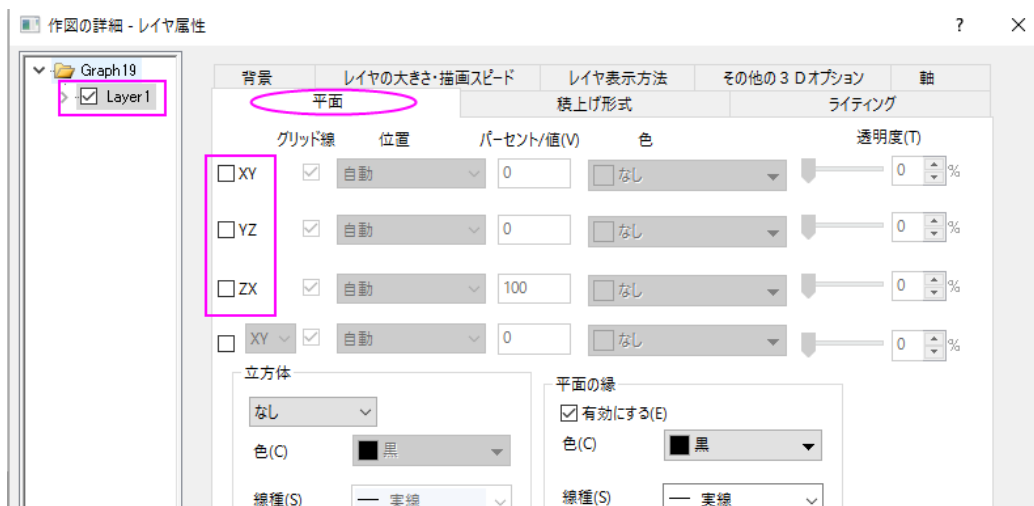 作図の詳細 - レイヤ属性 ? ×
Graph19
Layer1
背景 レイヤの大きさ・描画スピード レイヤ表示方法 その他の3Dオプション 軸
平面 積上げ形式 ライティング
グリッド線 位置 パーセント/値(V) 色 透明度(T)
XY 自動 0 なし 0 %
YZ 自動 0 なし 0 %
ZX 自動 100 なし 0 %
XY 自動 0 なし 0 %
立方体
なし
色(C) 黒
線種(S) 実線
平面の縁
有効にする(E)
色(C) 黒
線種(S) 実線